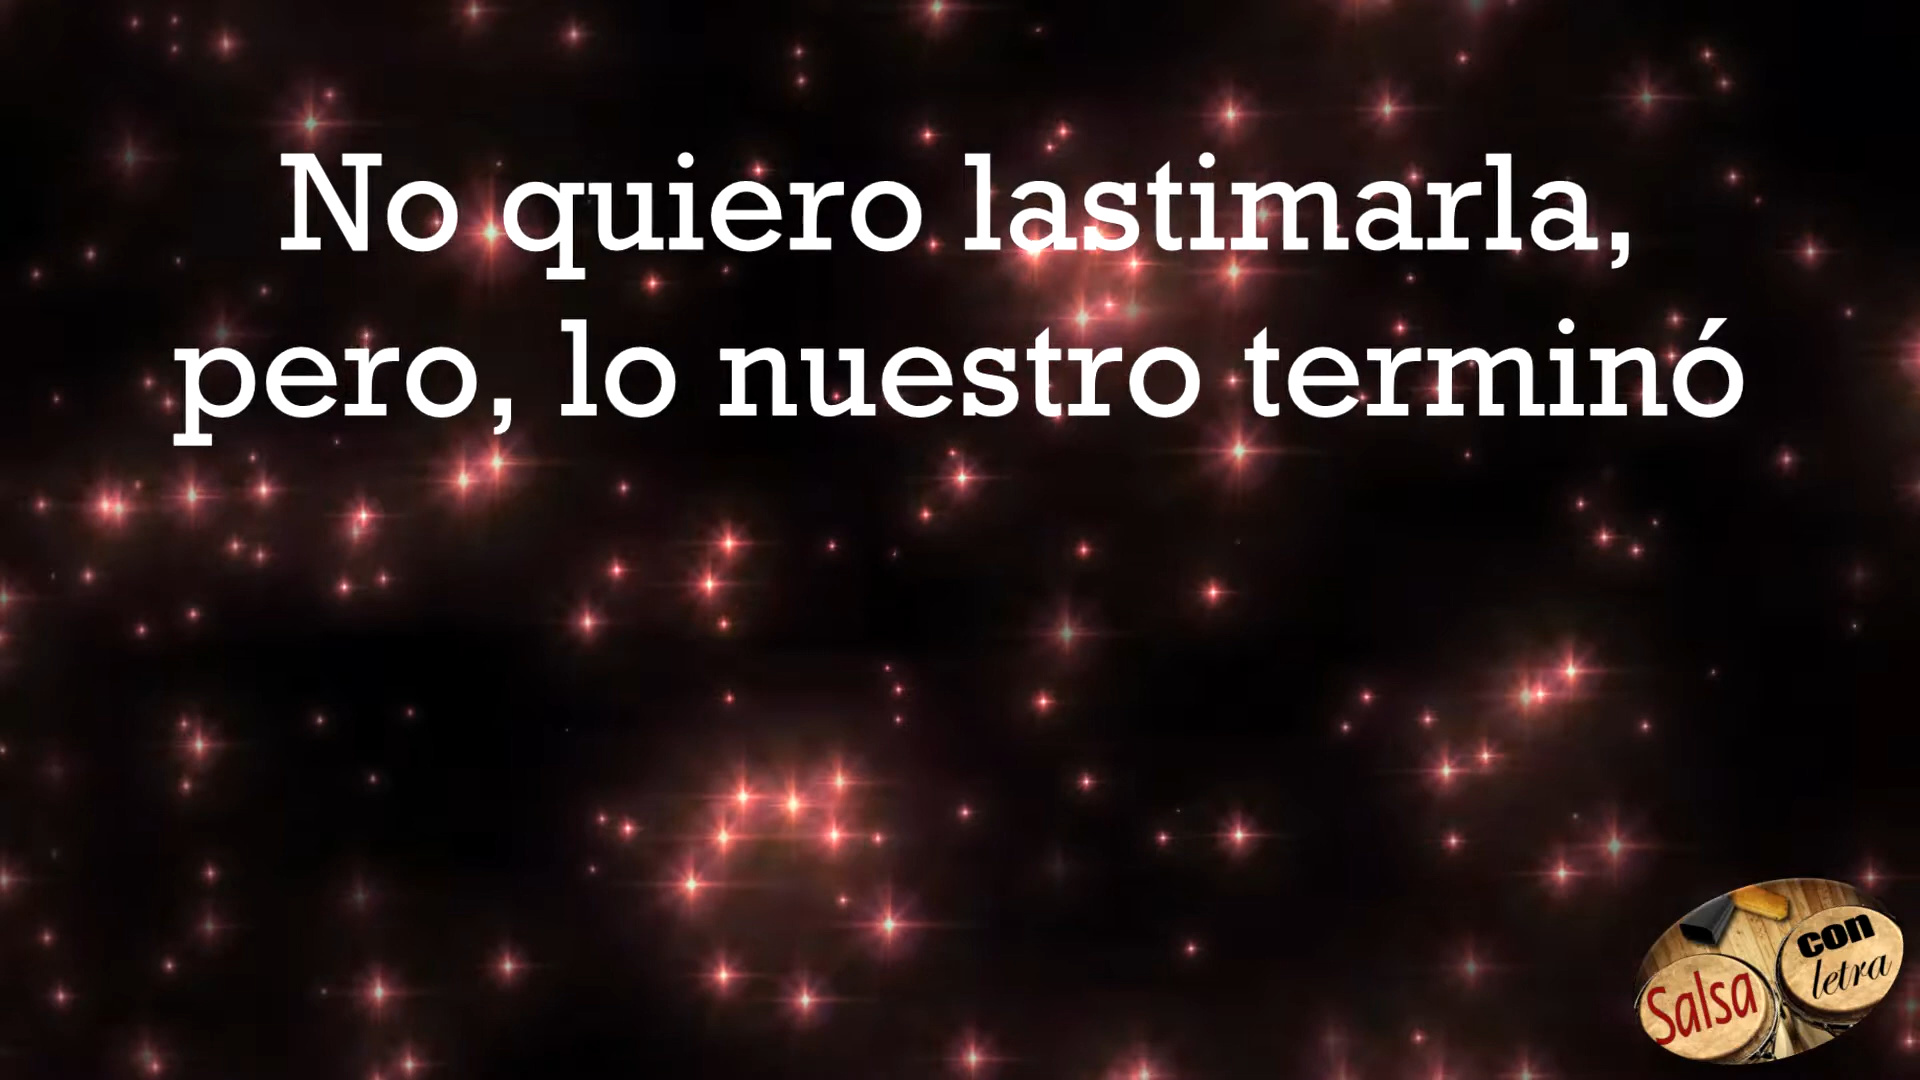 No quiero lastimarla,
pero, lo nuestro terminó
Salsa
con
letra